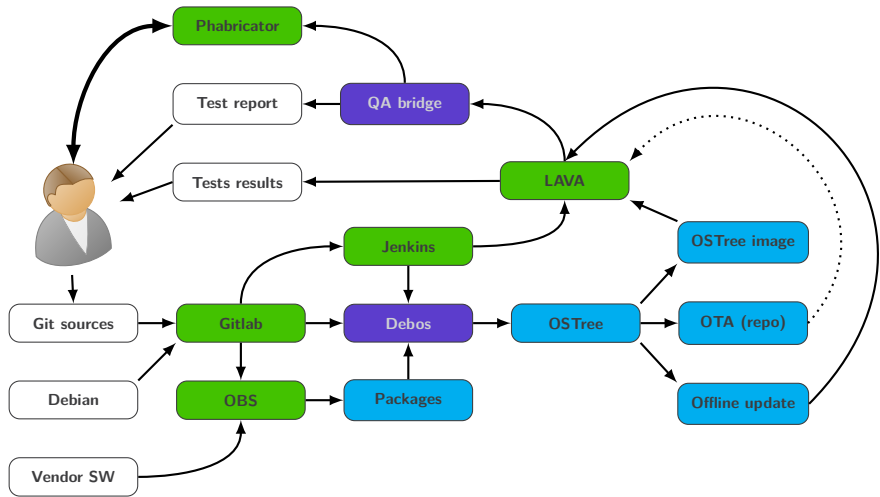 Phabricator
Test report
QA bridge
Tests results
LAVA
Jenkins
OSTree image
Git sources
Gitlab
Debos
OSTree
OTA (repo)
Debian
OBS
Packages
Offline update
Vendor SW